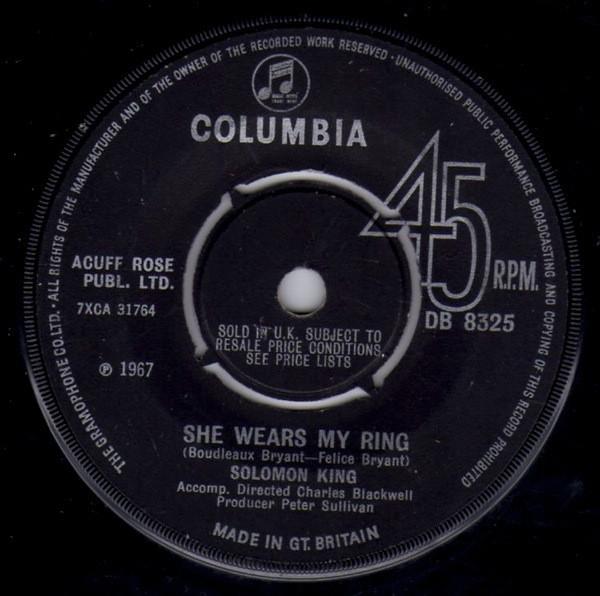 THE GRAMOPHONE CO. LTD. · ALL RIGHTS OF THE MANUFACTURER AND OF THE OWNER OF THE RECORDED WORK RESERVED · UNAUTHORISED PUBLIC PERFORMANCE BROADCASTING AND COPYING OF THIS RECORD PROHIBITED
COLUMBIA
45
R.P.M.
DB 8325
ACUFF ROSE
PUBL. LTD.
7XCA 31764
℗ 1967
SOLD IN U.K. SUBJECT TO
RESALE PRICE CONDITIONS,
SEE PRICE LISTS
SHE WEARS MY RING
(Boudleaux Bryant—Felice Bryant)
SOLOMON KING
Accomp. Directed Charles Blackwell
Producer Peter Sullivan
MADE IN GT. BRITAIN